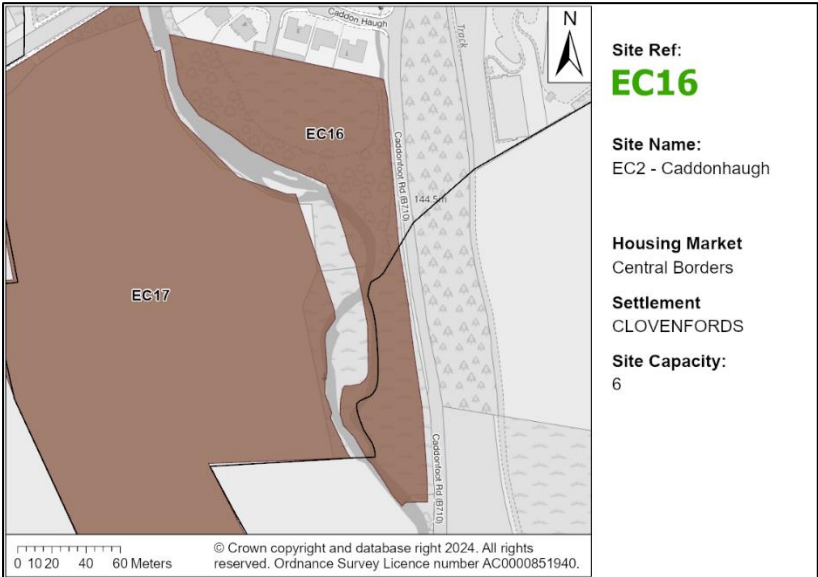 Caddon Haugh
Track
N
EC16
Caddonfoot Rd (B710)
144.5m
EC17
Caddonfoot Rd (B710)
0 10 20 40 60 Meters
© Crown copyright and database right 2024. All rights
reserved. Ordnance Survey Licence number AC0000851940.
Site Ref:
EC16
Site Name:
EC2 - Caddonhaugh
Housing Market
Central Borders
Settlement
CLOVENFORDS
Site Capacity:
6